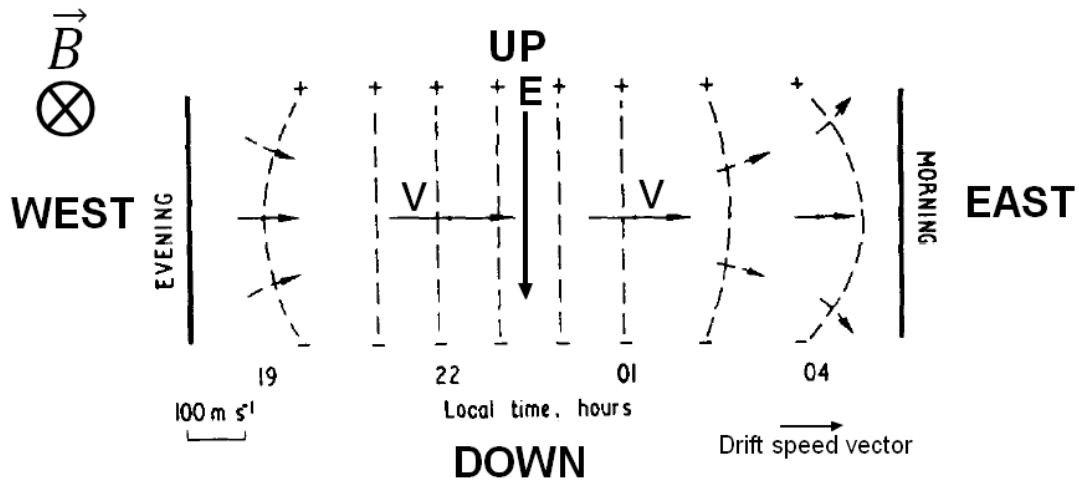 B
UP
+ + + + E + + + +
WEST
EVENING
V
V
MORNING
EAST
19
22
01
04
100 m s⁻¹
Local time, hours
Drift speed vector
DOWN